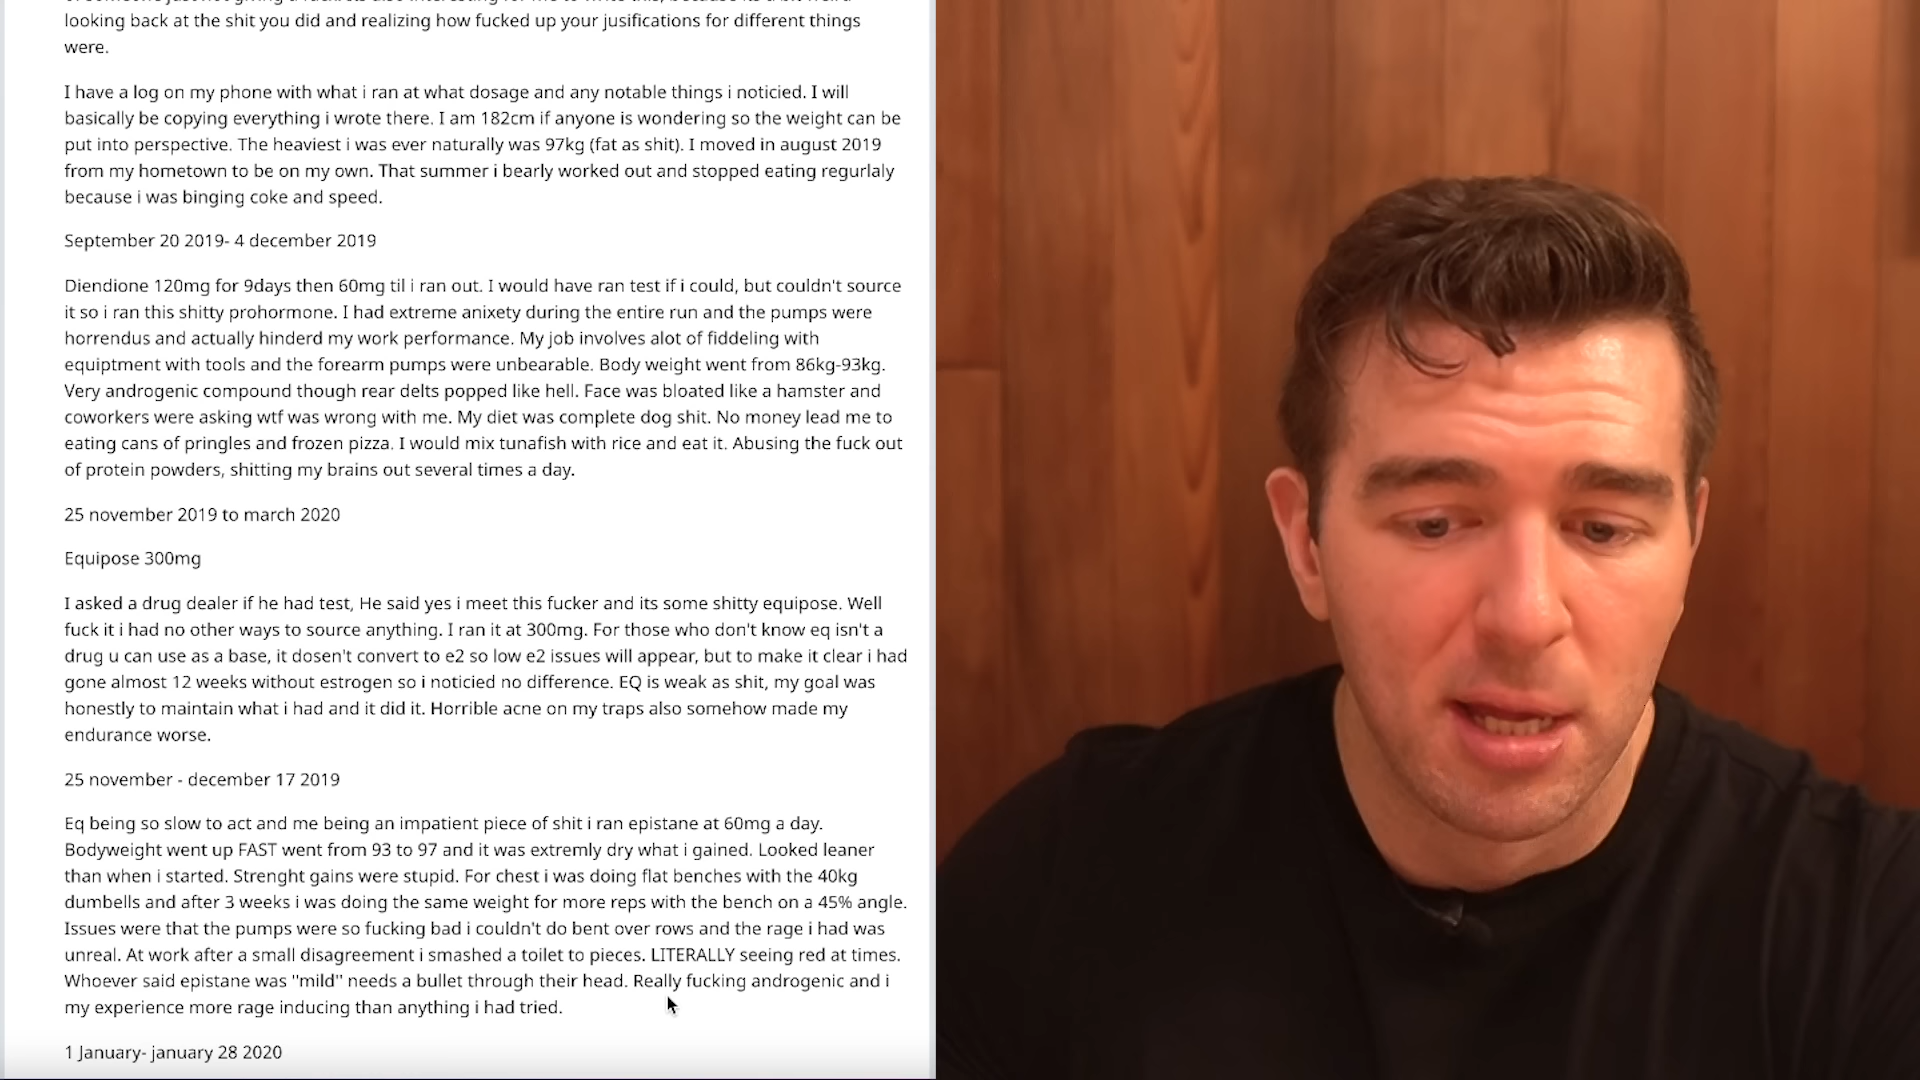 looking back at the shit you did and realizing how fucked up your jusifications for different things
were.
I have a log on my phone with what i ran at what dosage and any notable things i noticied. I will
basically be copying everything i wrote there. I am 182cm if anyone is wondering so the weight can be
put into perspective. The heaviest i was ever naturally was 97kg (fat as shit). I moved in august 2019
from my hometown to be on my own. That summer i bearly worked out and stopped eating regurlaly
because i was binging coke and speed.
September 20 2019- 4 december 2019
Diendione 120mg for 9days then 60mg til i ran out. I would have ran test if i could, but couldn't source
it so i ran this shitty prohormone. I had extreme anixety during the entire run and the pumps were
horrendus and actually hinderd my work performance. My job involves alot of fiddeling with
equiptment with tools and the forearm pumps were unbearable. Body weight went from 86kg-93kg.
Very androgenic compound though rear delts popped like hell. Face was bloated like a hamster and
coworkers were asking wtf was wrong with me. My diet was complete dog shit. No money lead me to
eating cans of pringles and frozen pizza. I would mix tunafish with rice and eat it. Abusing the fuck out
of protein powders, shitting my brains out several times a day.
25 november 2019 to march 2020
Equipose 300mg
I asked a drug dealer if he had test, He said yes i meet this fucker and its some shitty equipose. Well
fuck it i had no other ways to source anything. I ran it at 300mg. For those who don't know eq isn't a
drug u can use as a base, it dosen't convert to e2 so low e2 issues will appear, but to make it clear i had
gone almost 12 weeks without estrogen so i noticied no difference. EQ is weak as shit, my goal was
honestly to maintain what i had and it did it. Horrible acne on my traps also somehow made my
endurance worse.
25 november - december 17 2019
Eq being so slow to act and me being an impatient piece of shit i ran epistane at 60mg a day.
Bodyweight went up FAST went from 93 to 97 and it was extremly dry what i gained. Looked leaner
than when i started. Strenght gains were stupid. For chest i was doing flat benches with the 40kg
dumbells and after 3 weeks i was doing the same weight for more reps with the bench on a 45% angle.
Issues were that the pumps were so fucking bad i couldn't do bent over rows and the rage i had was
unreal. At work after a small disagreement i smashed a toilet to pieces. LITERALLY seeing red at times.
Whoever said epistane was "mild" needs a bullet through their head. Really fucking androgenic and i
my experience more rage inducing than anything i had tried.
1 January- january 28 2020